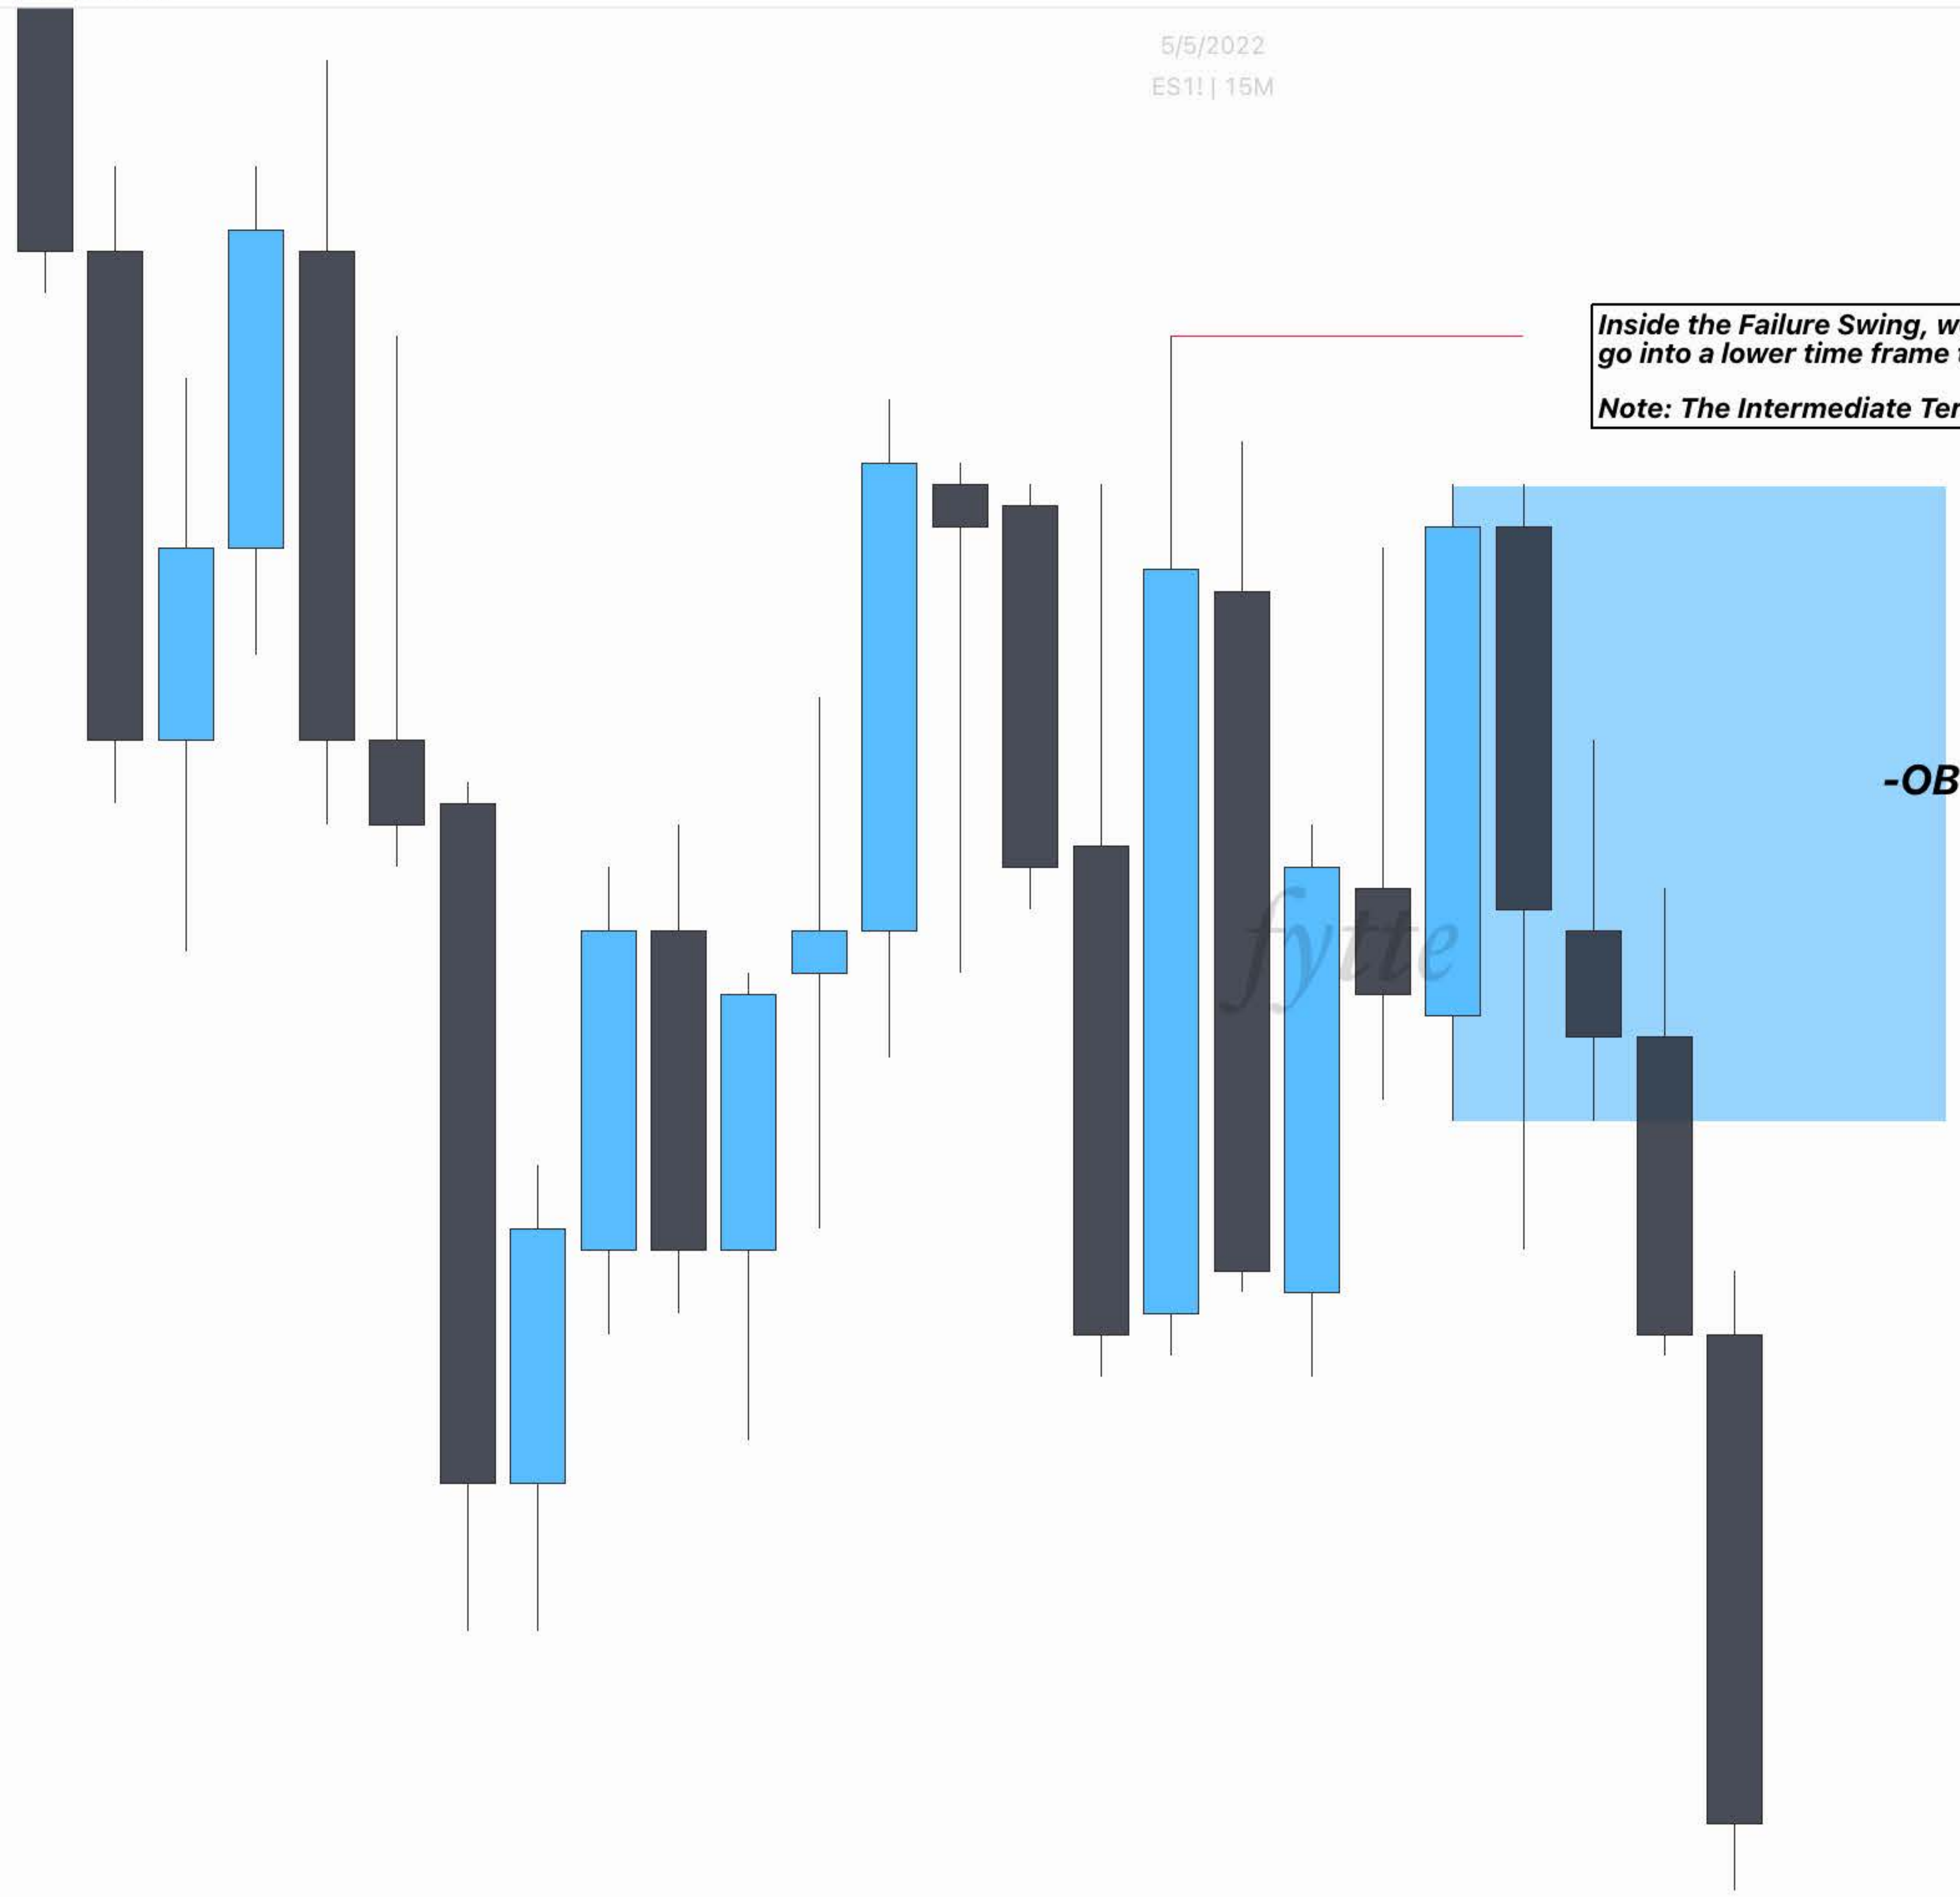 5/5/2022
ES1! | 15M
Inside the Failure Swing, w
go into a lower time frame
Note: The Intermediate Ter
-OB
fytte